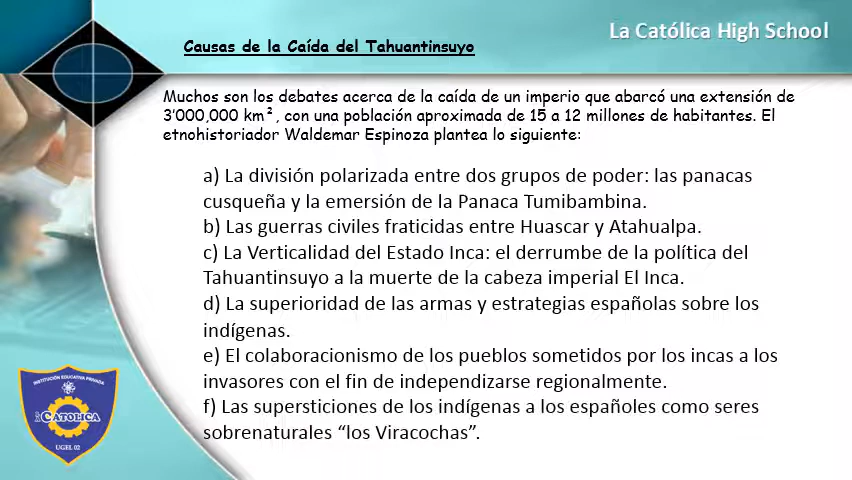 La Católica High School
Causas de la Caída del Tahuantinsuyo
Muchos son los debates acerca de la caída de un imperio que abarcó una extensión de
3’000,000 km², con una población aproximada de 15 a 12 millones de habitantes. El
etnohistoriador Waldemar Espinoza plantea lo siguiente:
a) La división polarizada entre dos grupos de poder: las panacas
cusqueña y la emersión de la Panaca Tumibambina.
b) Las guerras civiles fraticidas entre Huascar y Atahualpa.
c) La Verticalidad del Estado Inca: el derrumbe de la política del
Tahuantinsuyo a la muerte de la cabeza imperial El Inca.
d) La superioridad de las armas y estrategias españolas sobre los
indígenas.
e) El colaboracionismo de los pueblos sometidos por los incas a los
invasores con el fin de independizarse regionalmente.
f) Las supersticiones de los indígenas a los españoles como seres
sobrenaturales “los Viracochas”.
INSTITUCIÓN EDUCATIVA PRIVADA
LA CATOLICA
UGEL 02